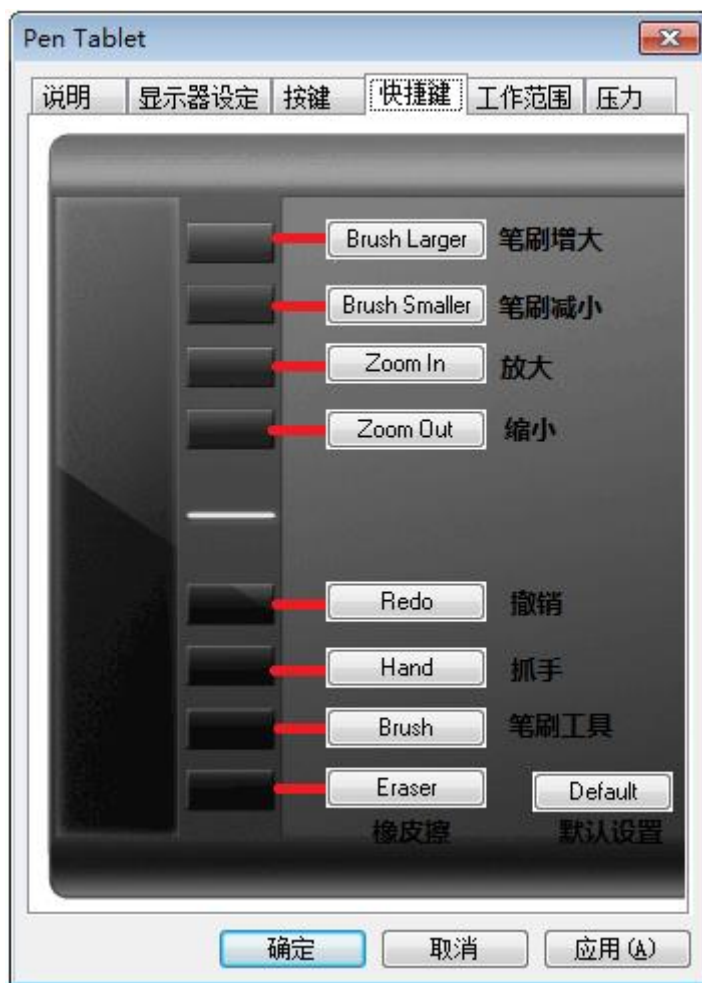 Pen Tablet
说明 显示器设定 按键 快捷鍵 工作范围 压力
Brush Larger 笔刷增大
Brush Smaller 笔刷减小
Zoom In 放大
Zoom Out 缩小
Redo 撤销
Hand 抓手
Brush 笔刷工具
Eraser Default
橡皮擦 默认设置
确定 取消 应用(A)